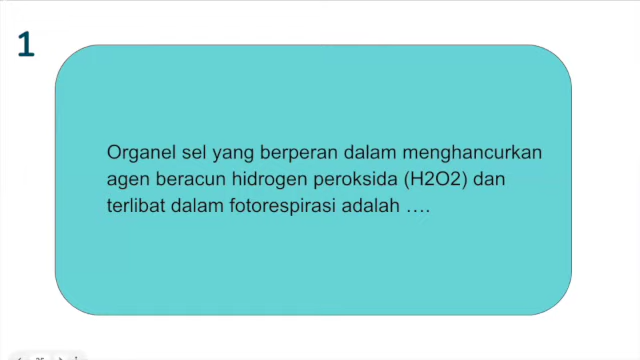 1
Organel sel yang berperan dalam menghancurkan
agen beracun hidrogen peroksida (H2O2) dan
terlibat dalam fotorespirasi adalah ....